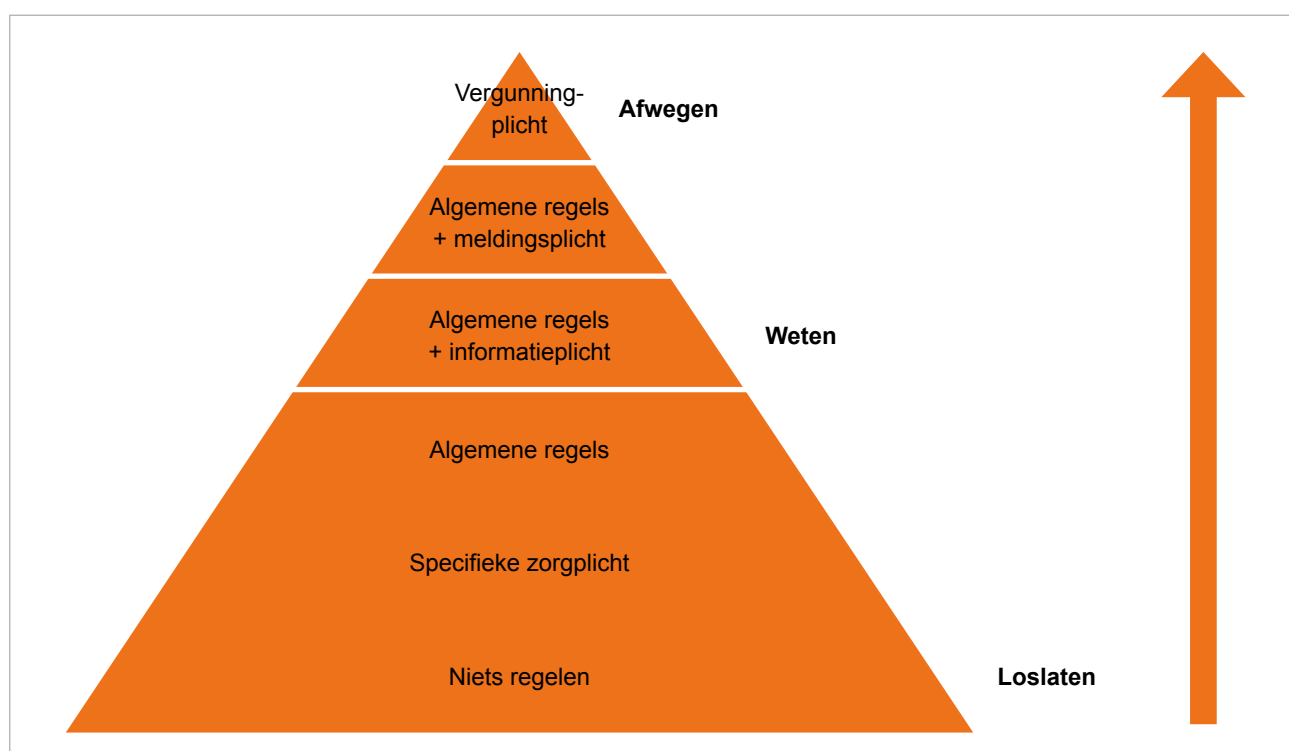 Vergunning-
plicht
Afwegen
Algemene regels
+ meldingsplicht
Algemene regels
+ informatieplicht
Weten
Algemene regels
Specifieke zorgplicht
Niets regelen
Loslaten